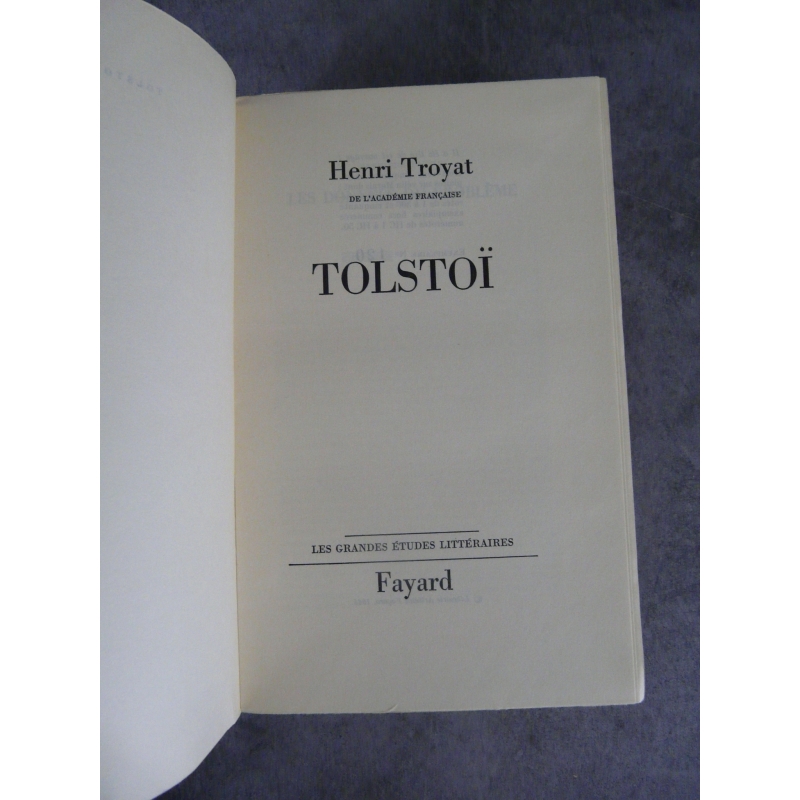 Henri Troyat
DE L'ACADÉMIE FRANÇAISE
TOLSTOÏ
LES GRANDES ÉTUDES LITTÉRAIRES
Fayard